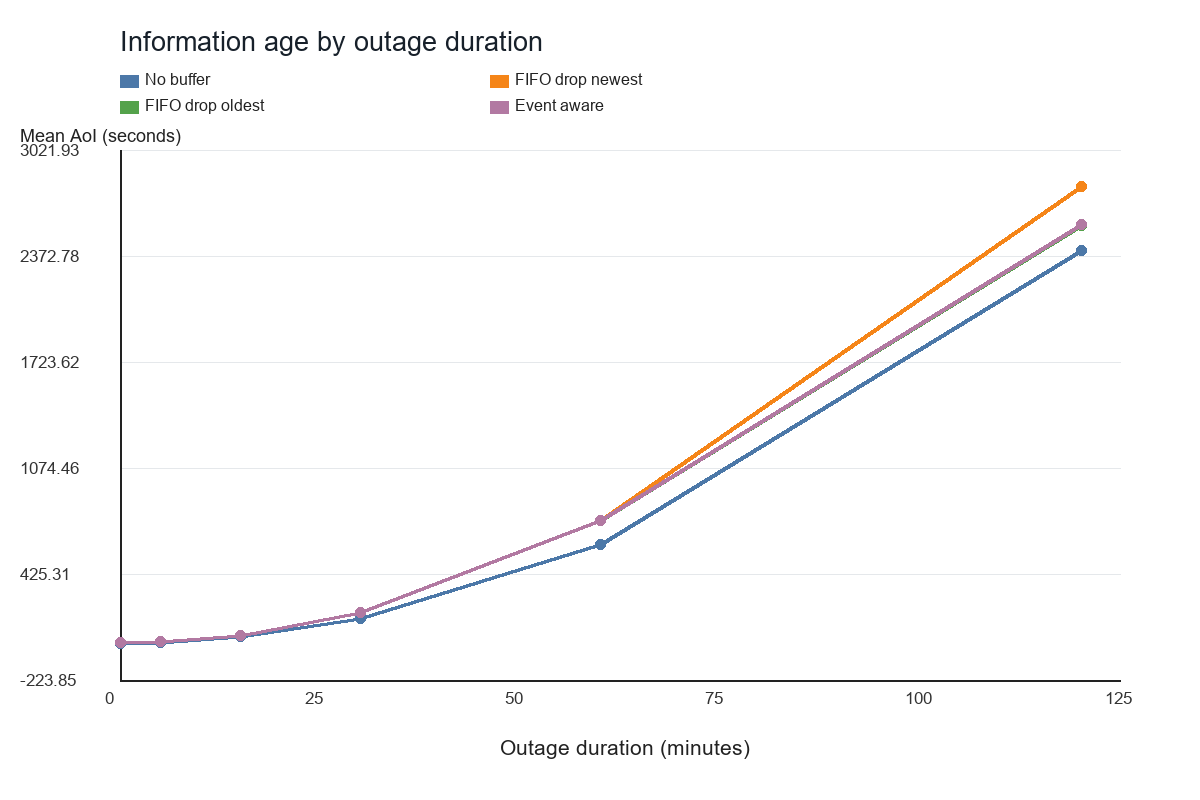 Information age by outage duration
No buffer
FIFO drop newest
FIFO drop oldest
Event aware
Mean AoI (seconds)
3021.93
2372.78
1723.62
1074.46
425.31
-223.85
0 25 50 75 100 125
Outage duration (minutes)